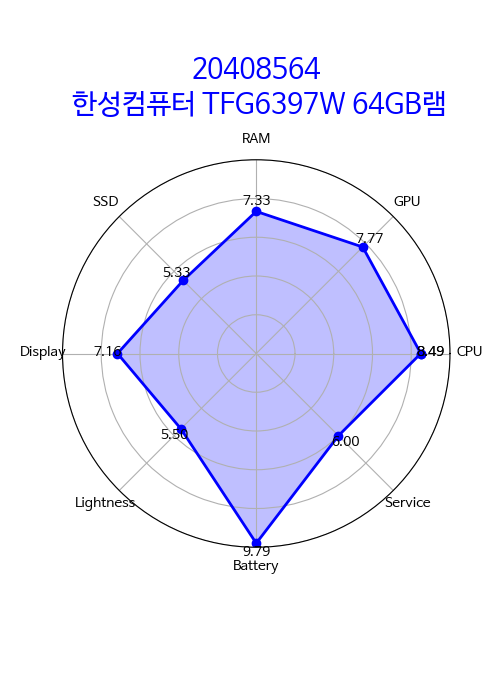 20408564
한성컴퓨터 TFG6397W 64GB램
RAM
SSD
GPU
7.33
7.77
5.33
Display
7.16
8.49
CPU
5.50
6.00
Lightness
Service
9.79
Battery